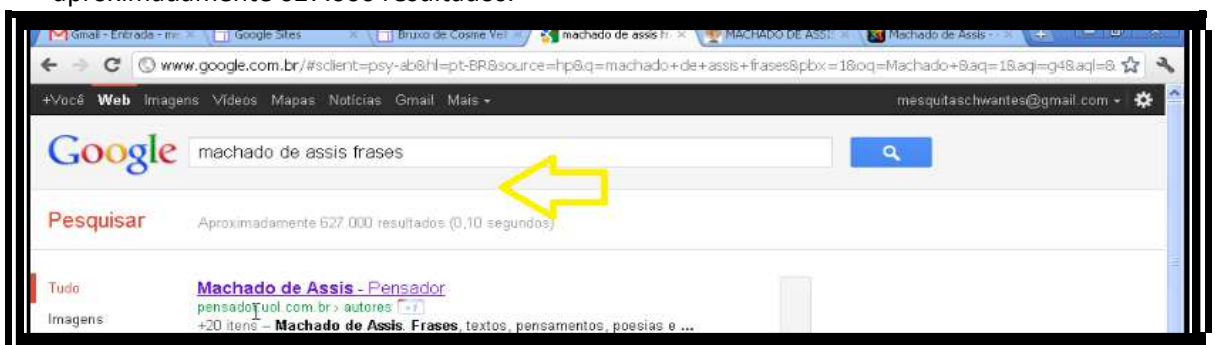 aproximadamente 627.000 resultados.
Gmail - Entrada - me Google Sites Bruxo de Cosme Vel machado de assis fr MACHADO DE ASSI Machado de Assis -
www.google.com.br/#sclient=psy-ab&hl=pt-BR&source=hp&q=machado+de+assis+frases&pbx=1&oq=Machado+&aq=1&aqi=g4&aql=&
+Você Web Imagens Vídeos Mapas Notícias Gmail Mais mesquitaschwantes@gmail.com
Google machado de assis frases
Pesquisar Aproximadamente 627.000 resultados (0,10 segundos)
Tudo Machado de Assis - Pensador
pensador.uol.com.br › autores +1
Imagens +20 itens – Machado de Assis. Frases, textos, pensamentos, poesias e ...